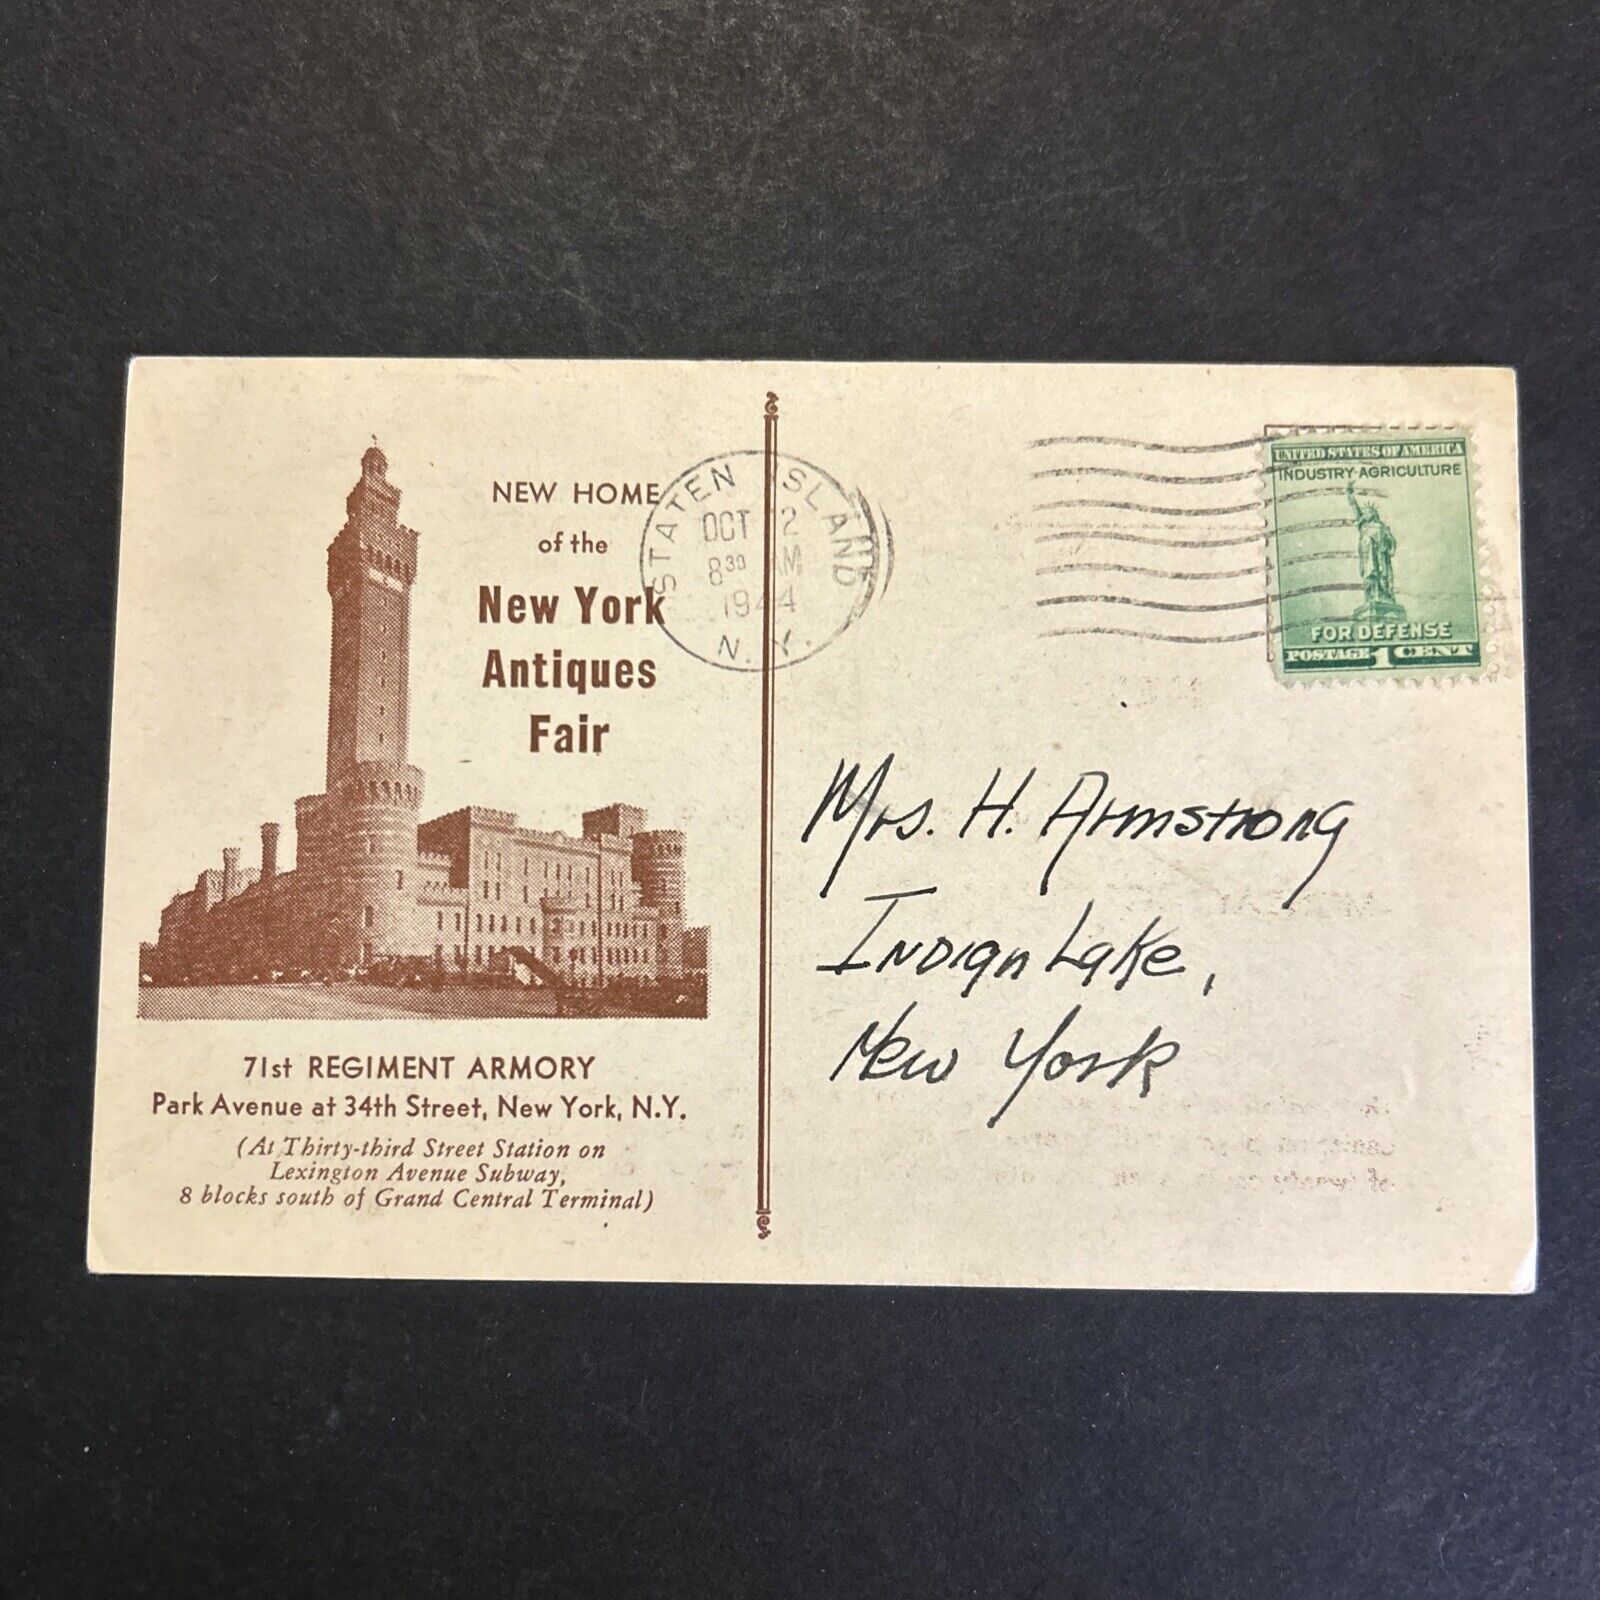 NEW HOME
of the
New York
Antiques
Fair
71st REGIMENT ARMORY
Park Avenue at 34th Street, New York, N.Y.
(At Thirty-third Street Station on
Lexington Avenue Subway,
8 blocks south of Grand Central Terminal)
STATEN ISLAND
OCT 2
8 30 AM
1944
N.Y.
UNITED STATES OF AMERICA
INDUSTRY·AGRICULTURE
FOR DEFENSE
POSTAGE 1 CENT
Mrs. H. Armstrong
Indian Lake,
New York